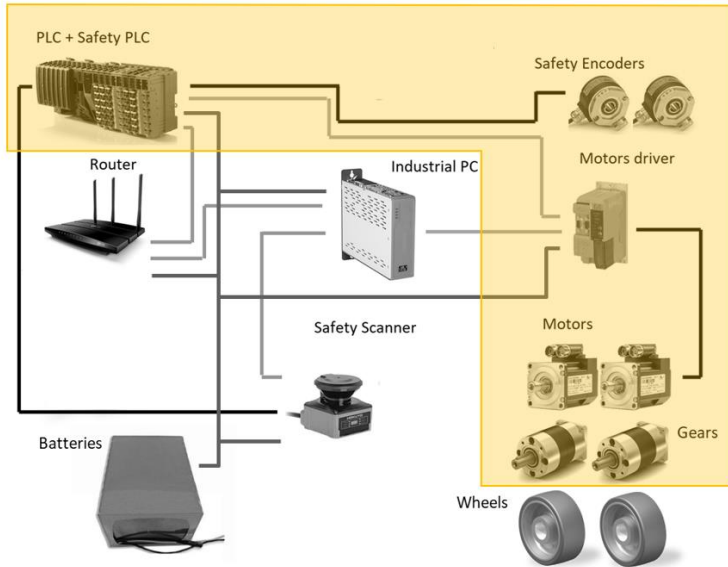 PLC + Safety PLC
Safety Encoders
Router
Industrial PC
Motors driver
Safety Scanner
Motors
Batteries
Gears
Wheels